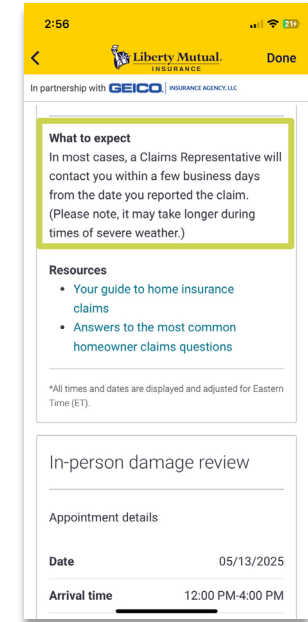 2:56
21+
Liberty Mutual.
INSURANCE
Done
In partnership with GEICO. INSURANCE AGENCY, LLC
What to expect
In most cases, a Claims Representative will
contact you within a few business days
from the date you reported the claim.
(Please note, it may take longer during
times of severe weather.)
Resources
• Your guide to home insurance
claims
• Answers to the most common
homeowner claims questions
*All times and dates are displayed and adjusted for Eastern
Time (ET).
In-person damage review
Appointment details
Date 05/13/2025
Arrival time 12:00 PM-4:00 PM